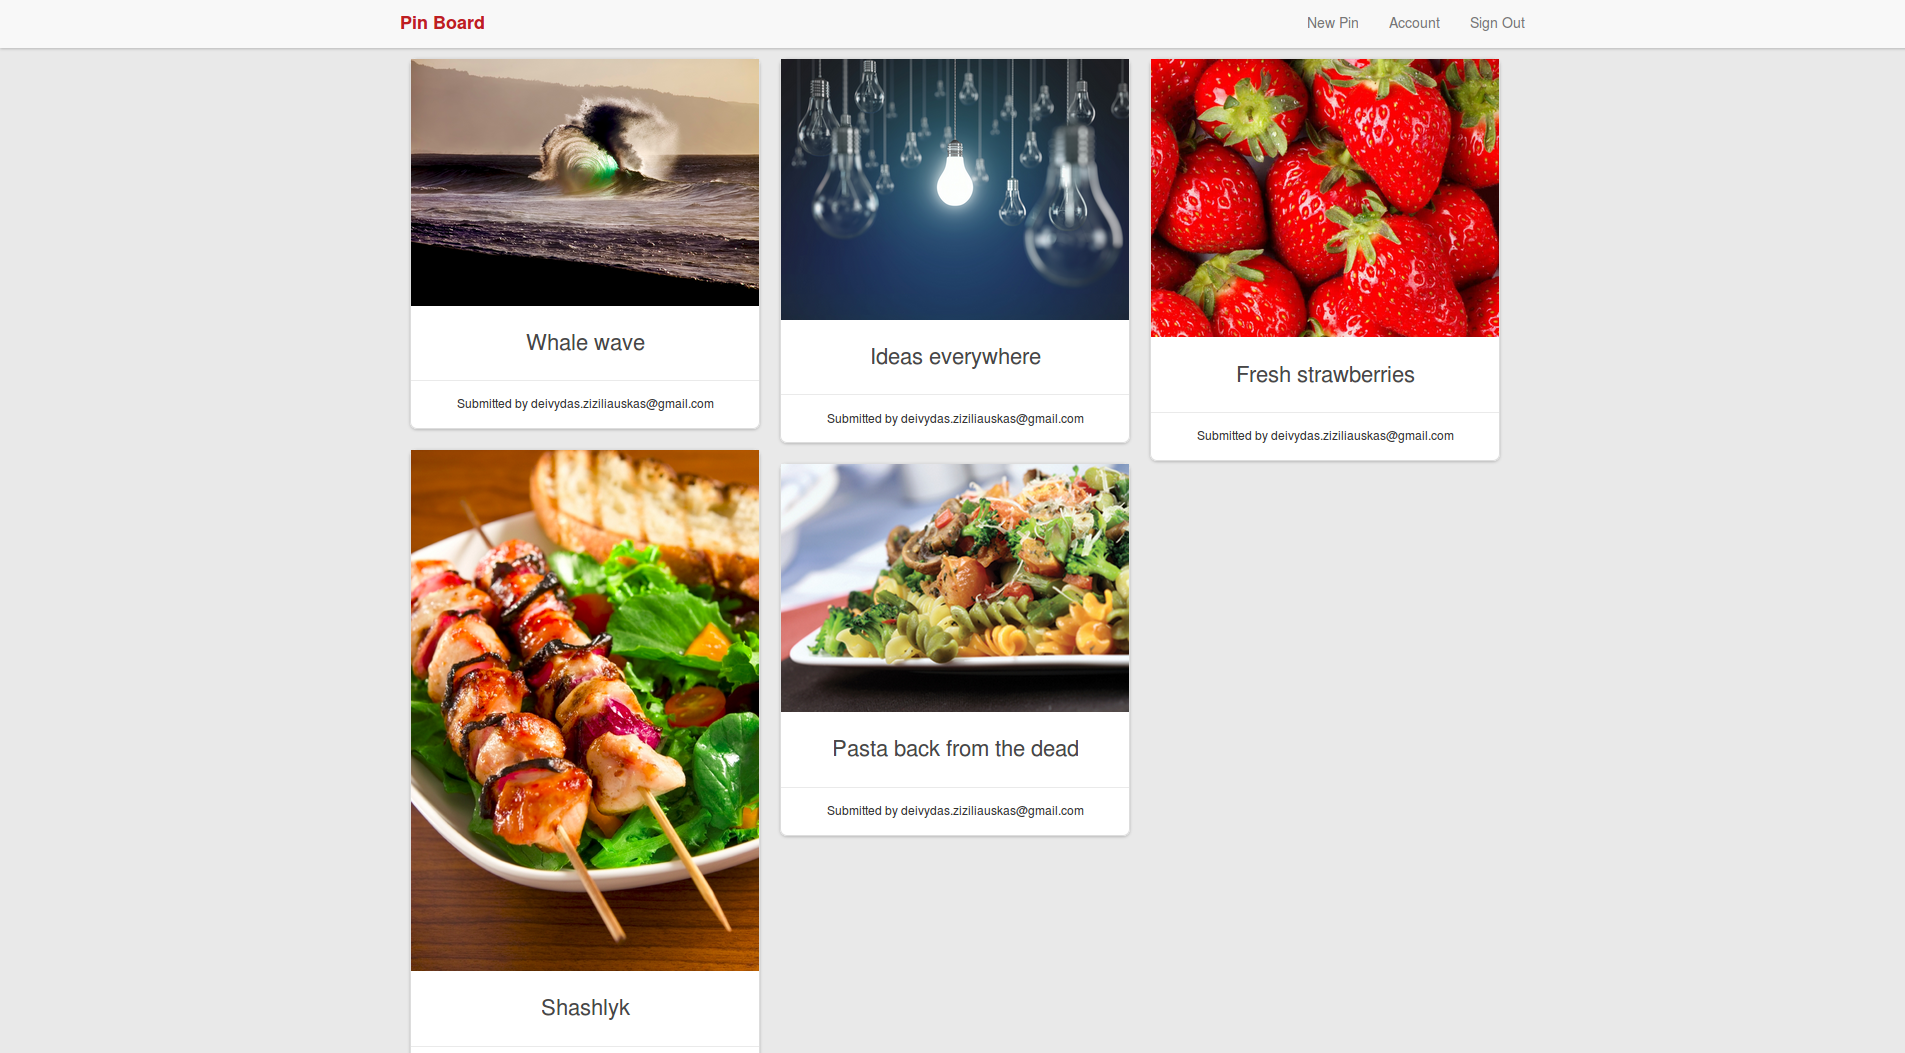 Pin Board
New Pin
Account
Sign Out
Whale wave
Submitted by deivydas.ziziliauskas@gmail.com
Ideas everywhere
Submitted by deivydas.ziziliauskas@gmail.com
Fresh strawberries
Submitted by deivydas.ziziliauskas@gmail.com
Shashlyk
Pasta back from the dead
Submitted by deivydas.ziziliauskas@gmail.com